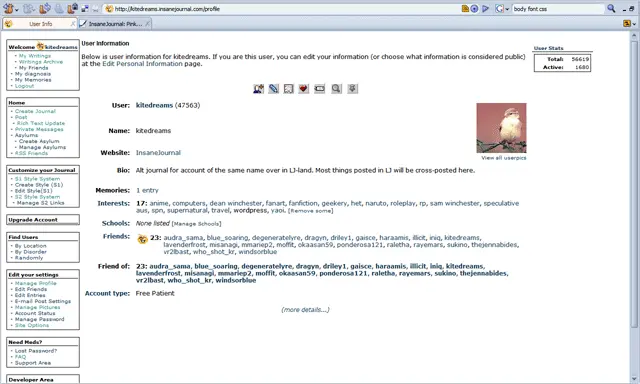 http://kitedreams.insanejournal.com/profile
body font css
User Info
InsaneJournal: Pink...
Welcome kitedreams
My Writings
Writings Archive
My Friends
My diagnosis
My Memories
Logout
Home
Create Journal
Post
Rich Text Update
Private Messages
Asylums
Create Asylum
Manage Asylums
RSS Friends
Customize your Journal
S1 Style System
Create Style (S1)
Edit Style(S1)
S2 Style System
Manage S2 Links
Upgrade Account
Find Users
By Location
By Disorder
Randomly
Edit your settings
Manage Profile
Edit Friends
Edit Entries
E-mail Post Settings
Manage Pictures
Account Status
Manage Password
Site Options
Need Meds?
Lost Password?
FAQ
Support Area
Developer Area
User Information
Below is user information for kitedreams. If you are this user, you can edit your information (or choose what information is considered public)
at the Edit Personal Information page.
User: kitedreams (47563)
Name: kitedreams
Website: InsaneJournal
Bio: Alt journal for account of the same name over in LJ-land. Most things posted in LJ will be cross-posted here.
Memories: 1 entry
Interests: 17: anime, computers, dean winchester, fanart, fanfiction, geekery, het, naruto, roleplay, rp, sam winchester, speculative
aus, spn, supernatural, travel, wordpress, yaoi. [Remove some]
Schools: None listed [Manage Schools]
Friends: 23: audra_sama, blue_soaring, degeneratelyre, dragyn, driley1, gaisce, haraamis, illicit, iniq, kitedreams,
lavenderfrost, misanagi, mmariep2, moffit, okaasan59, ponderosa121, raletha, rayemars, sukino, thejennabides,
vr2lbast, who_shot_kr, windsorblue
Friend of: 23: audra_sama, blue_soaring, degeneratelyre, dragyn, driley1, gaisce, haraamis, illicit, iniq, kitedreams,
lavenderfrost, misanagi, mmariep2, moffit, okaasan59, ponderosa121, raletha, rayemars, sukino, thejennabides,
vr2lbast, who_shot_kr, windsorblue
Account type: Free Patient
(more details...)
View all userpics
User Stats
Total: 56619
Active: 1680